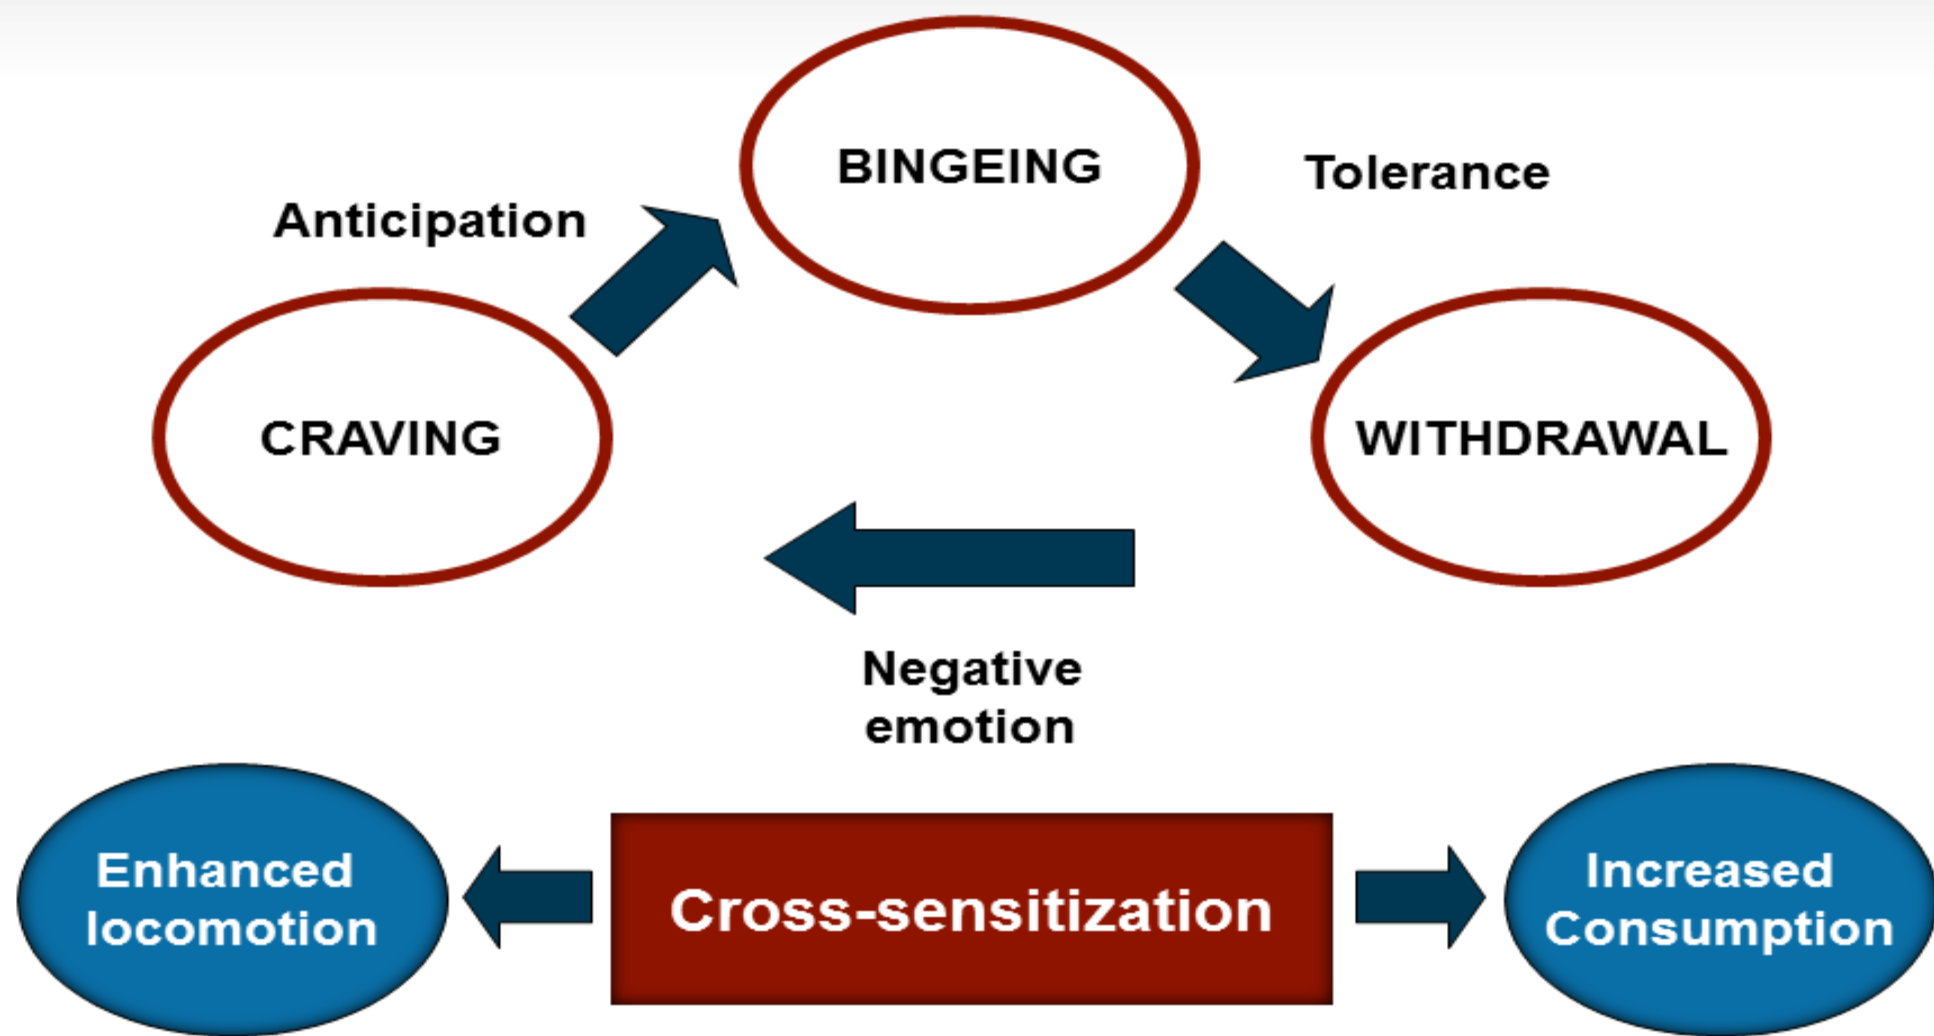 BINGEING
Tolerance
Anticipation
CRAVING
WITHDRAWAL
Negative
emotion
Enhanced
locomotion
Cross-sensitization
Increased
Consumption